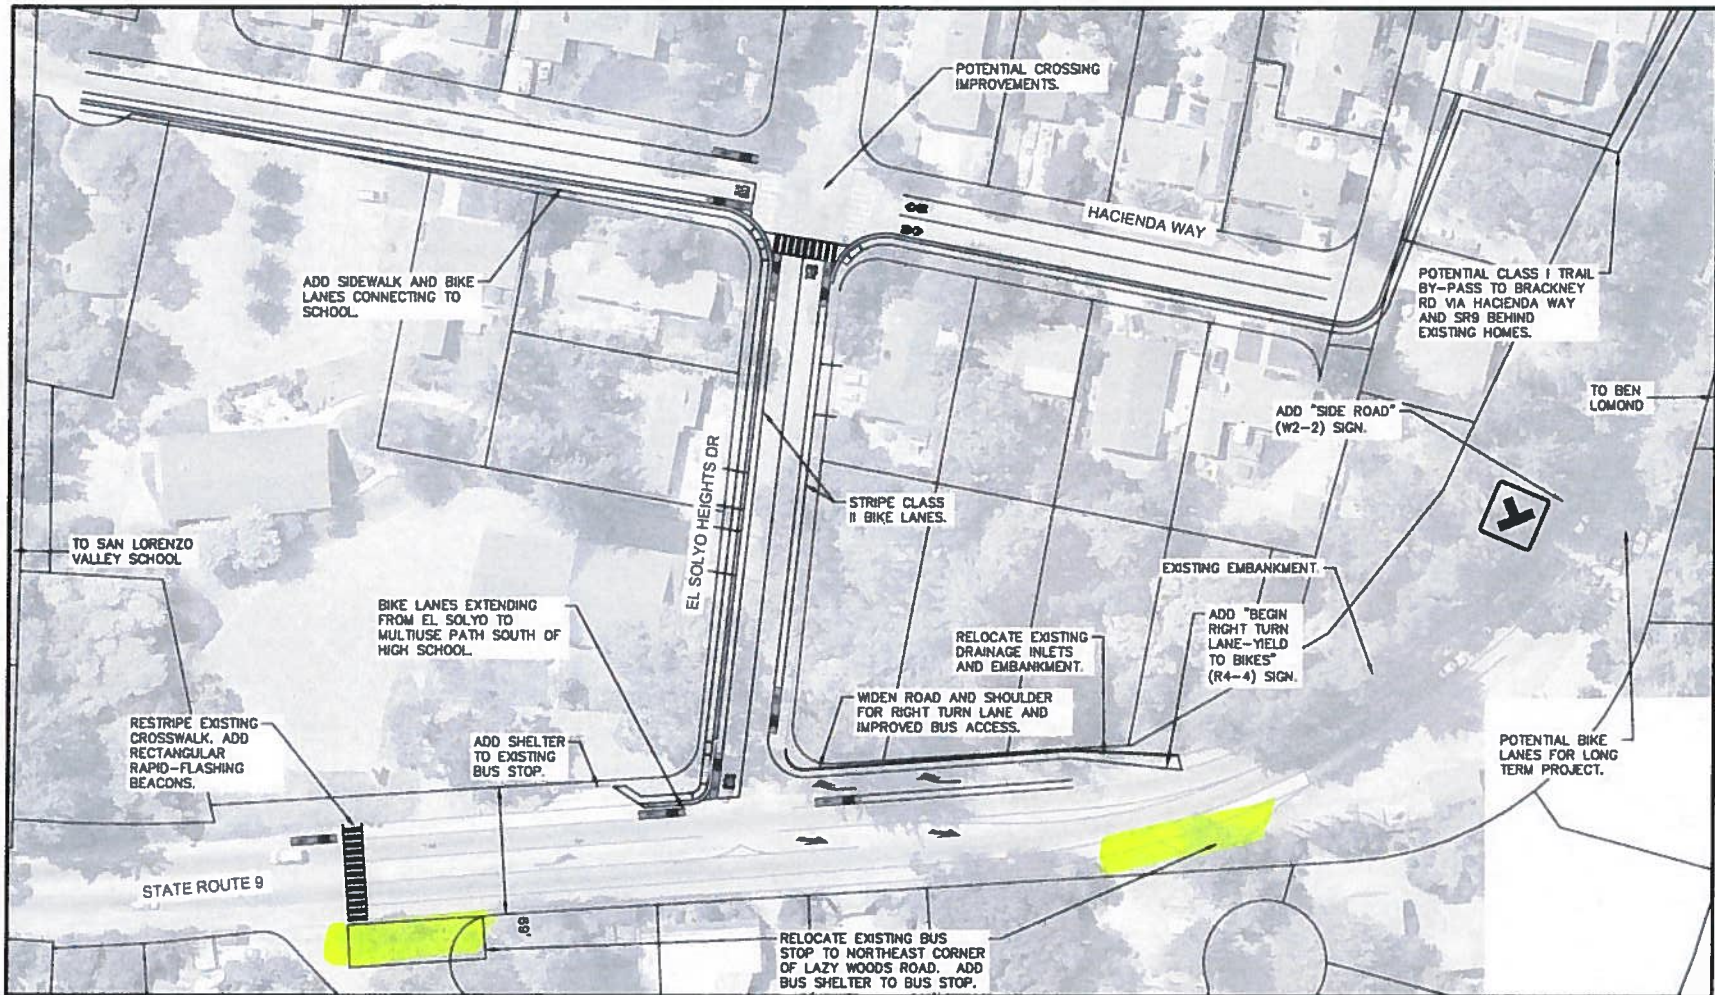 POTENTIAL CROSSING
IMPROVEMENTS.
HACIENDA WAY
ADD SIDEWALK AND BIKE
LANES CONNECTING TO
SCHOOL.
POTENTIAL CLASS I TRAIL
BY-PASS TO BRACKNEY
RD VIA HACIENDA WAY
AND SR9 BEHIND
EXISTING HOMES.
TO BEN
LOMOND
ADD "SIDE ROAD"
(W2-2) SIGN.
EL SOLYO HEIGHTS DR
STRIPE CLASS
II BIKE LANES.
TO SAN LORENZO
VALLEY SCHOOL
EXISTING EMBANKMENT.
BIKE LANES EXTENDING
FROM EL SOLYO TO
MULTIUSE PATH SOUTH OF
HIGH SCHOOL.
RELOCATE EXISTING
DRAINAGE INLETS
AND EMBANKMENT.
ADD "BEGIN
RIGHT TURN
LANE-YIELD
TO BIKES"
(R4-4) SIGN.
WIDEN ROAD AND SHOULDER
FOR RIGHT TURN LANE AND
IMPROVED BUS ACCESS.
RESTRIPE EXISTING
CROSSWALK. ADD
RECTANGULAR
RAPID-FLASHING
BEACONS.
ADD SHELTER
TO EXISTING
BUS STOP.
POTENTIAL BIKE
LANES FOR LONG
TERM PROJECT.
STATE ROUTE 9
69'
RELOCATE EXISTING BUS
STOP TO NORTHEAST CORNER
OF LAZY WOODS ROAD. ADD
BUS SHELTER TO BUS STOP.